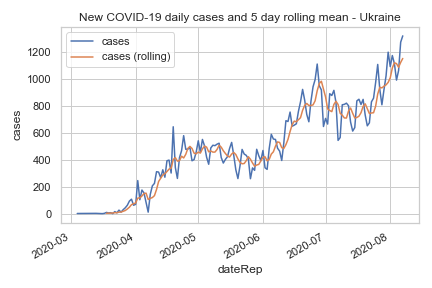 New COVID-19 daily cases and 5 day rolling mean - Ukraine
cases
cases (rolling)
1200
1000
800
600
400
200
0
cases
2020-03
2020-04
2020-05
2020-06
2020-07
2020-08
dateRep